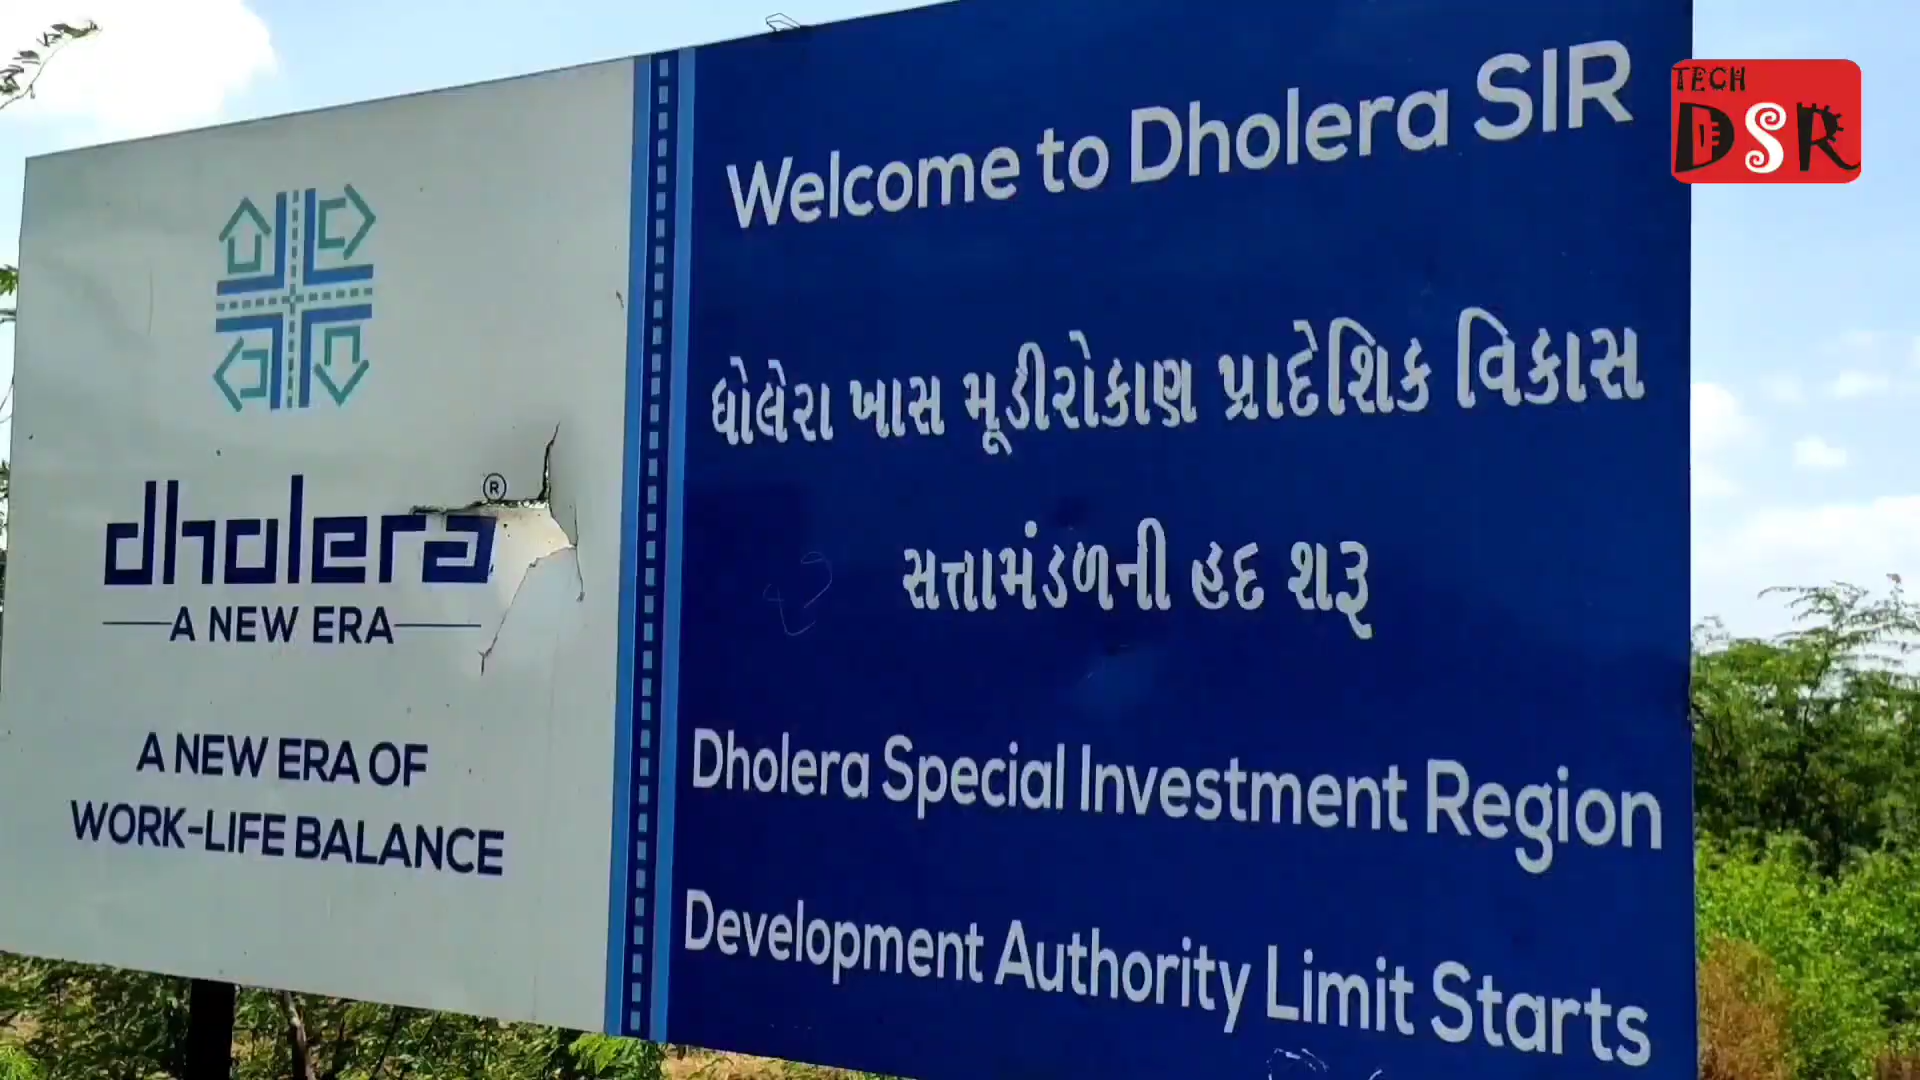 dholera®
A NEW ERA
A NEW ERA OF
WORK-LIFE BALANCE
Welcome to Dholera SIR
ધોલેરા ખાસ મૂડીરોકાણ પ્રાદેશિક વિકાસ
સત્તામંડળની હદ શરૂ
Dholera Special Investment Region
Development Authority Limit Starts
TECH
DSR